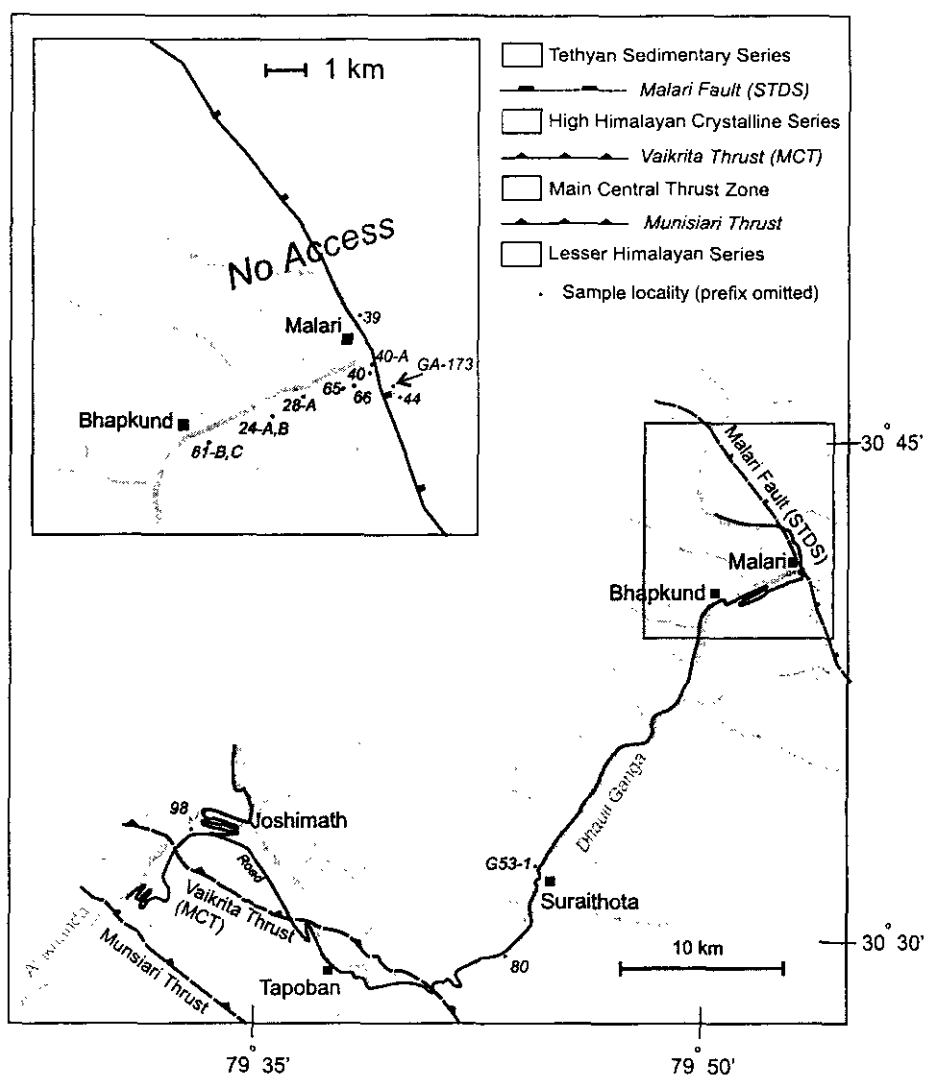 1 km
No Access
Malari
39
40-A
40
GA-173
65
66
44
28-A
24-A,B
Bhapkund
61-B,C
Tethyan Sedimentary Series
Malari Fault (STDS)
High Himalayan Crystalline Series
Vaikrita Thrust (MCT)
Main Central Thrust Zone
Munisiari Thrust
Lesser Himalayan Series
Sample locality (prefix omitted)
30° 45'
Malari Fault (STDS)
Malari
Bhapkund
Dhauli Ganga
98
Joshimath
Road
G53-1
Suraithota
Vaikrita Thrust
(MCT)
Munsiari Thrust
Tapoban
80
30° 30'
10 km
79° 35'
79° 50'